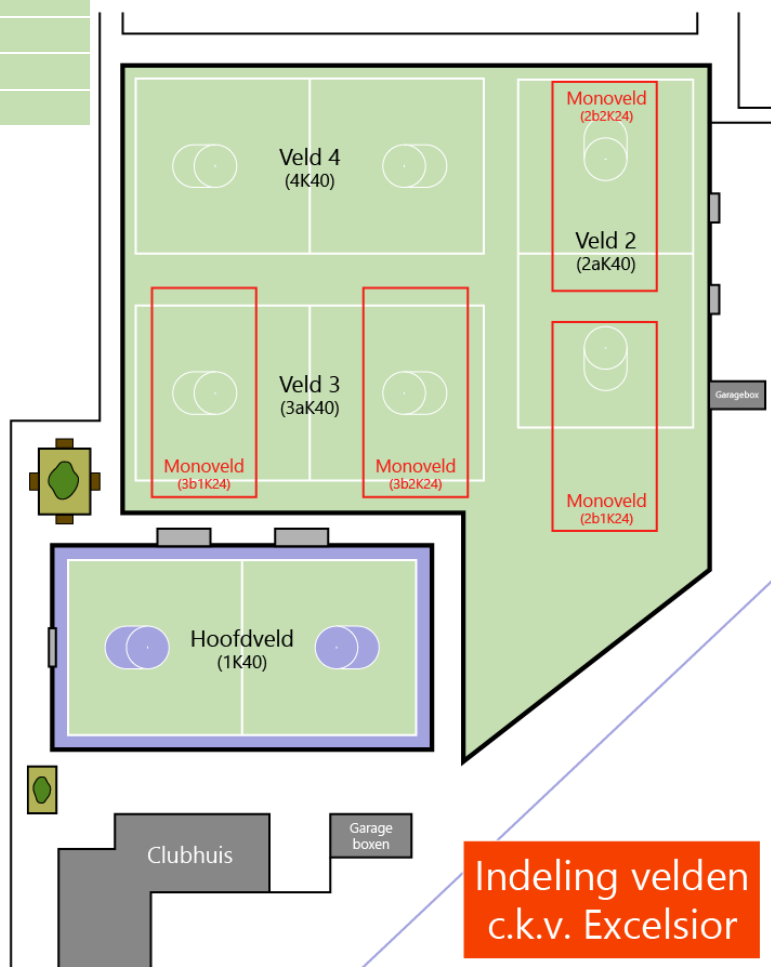 Monoveld
(2b2K24)
Veld 4
(4K40)
Veld 2
(2aK40)
Veld 3
(3aK40)
Garagebox
Monoveld
(3b1K24)
Monoveld
(3b2K24)
Monoveld
(2b1K24)
Hoofdveld
(1K40)
Clubhuis
Garage
boxen
Indeling velden
c.k.v. Excelsior